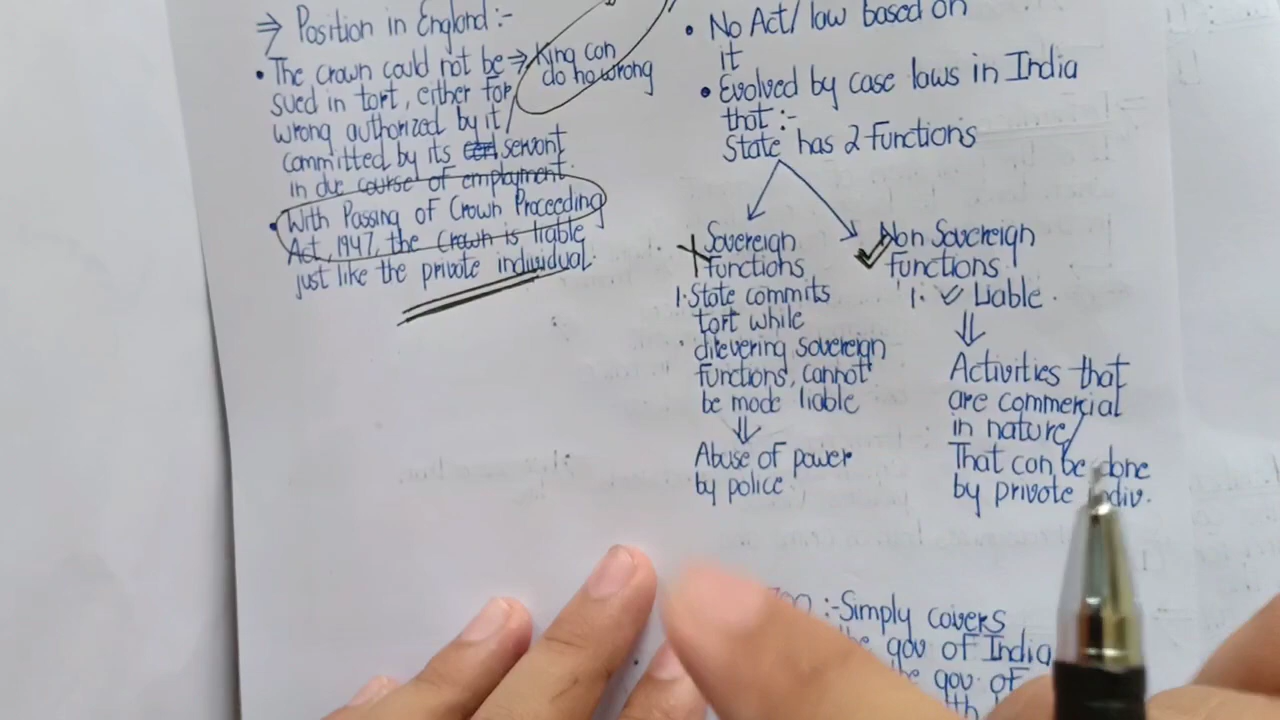 ⇒ Position in England :-
• The crown could not be ⇒ King can
do no wrong
sued in tort, either for
wrong authorized by it /
committed by its servant
in due course of employment.
• With Passing of Crown Proceeding
Act, 1947, the Crown is liable
just like the private individual.
• No Act/ law based on
it
• Evolved by case laws in India
that :-
State has 2 Functions
Sovereign
Functions
1. State commits
tort while
dilevering sovereign
functions, cannot
be made liable
⇓
Abuse of power
by police
Non Sovereign
functions
1. ✓ Liable.
⇓
Activities that
are commercial
in nature/
That can be done
by private indiv.
:- Simply covers
gov of India
gov of